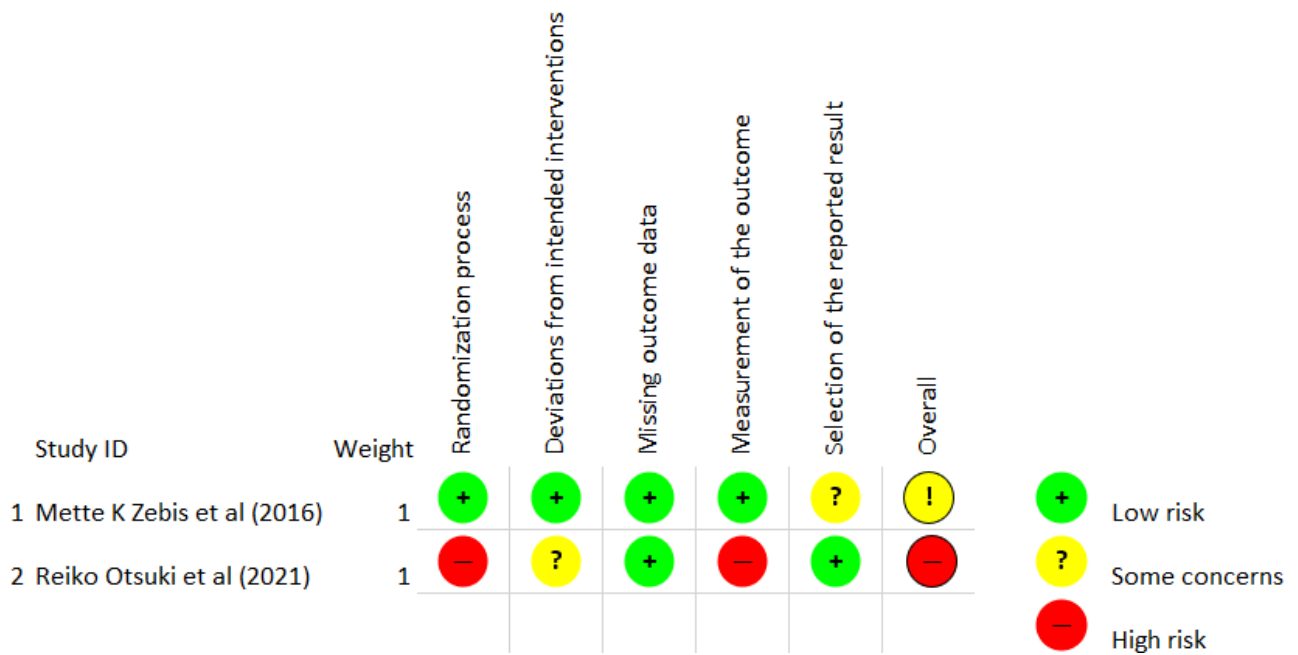 Study ID
Weight
Randomization process
Deviations from intended interventions
Missing outcome data
Measurement of the outcome
Selection of the reported result
Overall
1 Mette K Zebis et al (2016) 1 + + + + ? !
2 Reiko Otsuki et al (2021) 1 — ? + — + —
+ Low risk
? Some concerns
— High risk